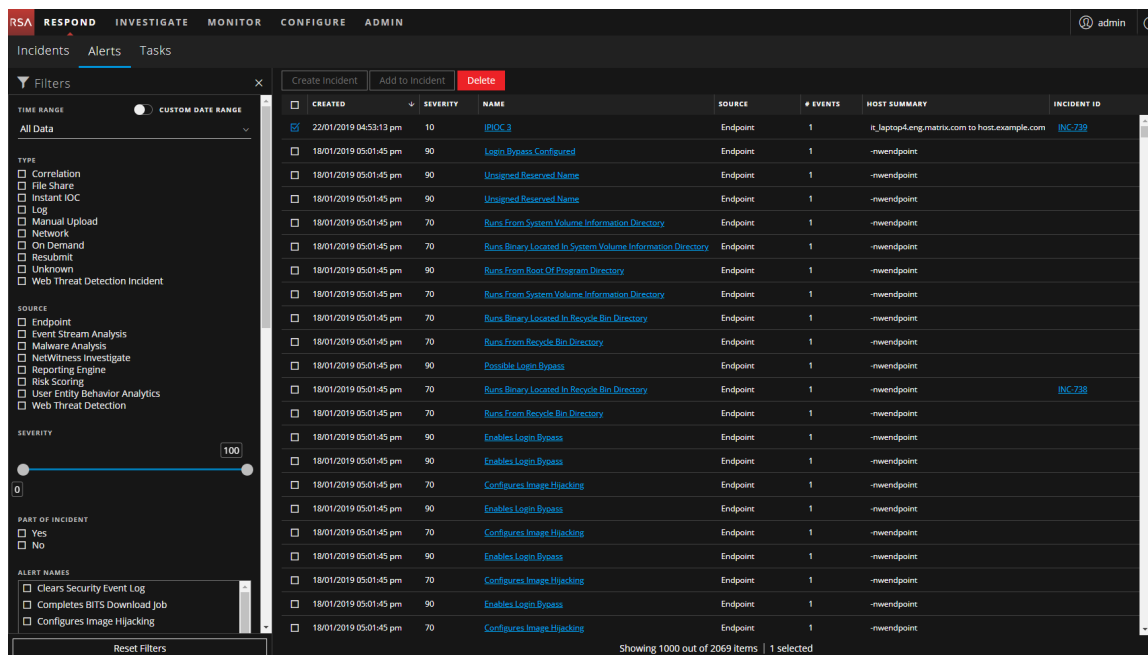 RSA RESPOND INVESTIGATE MONITOR CONFIGURE ADMIN admin
Incidents Alerts Tasks
Filters
TIME RANGE CUSTOM DATE RANGE
All Data
TYPE
Correlation
File Share
Instant IOC
Log
Manual Upload
Network
On Demand
Resubmit
Unknown
Web Threat Detection Incident
SOURCE
Endpoint
Event Stream Analysis
Malware Analysis
NetWitness Investigate
Reporting Engine
Risk Scoring
User Entity Behavior Analytics
Web Threat Detection
SEVERITY
100
0
PART OF INCIDENT
Yes
No
ALERT NAMES
Clears Security Event Log
Completes BITS Download Job
Configures Image Hijacking
Reset Filters
Create Incident Add to Incident Delete
CREATED SEVERITY NAME SOURCE # EVENTS HOST SUMMARY INCIDENT ID
22/01/2019 04:53:13 pm 10 IPIOC 3 Endpoint 1 it_laptop4.eng.matrix.com to host.example.com INC-739
18/01/2019 05:01:45 pm 90 Login Bypass Configured Endpoint 1 -nwendpoint
18/01/2019 05:01:45 pm 90 Unsigned Reserved Name Endpoint 1 -nwendpoint
18/01/2019 05:01:45 pm 90 Unsigned Reserved Name Endpoint 1 -nwendpoint
18/01/2019 05:01:45 pm 70 Runs From System Volume Information Directory Endpoint 1 -nwendpoint
18/01/2019 05:01:45 pm 70 Runs Binary Located In System Volume Information Directory Endpoint 1 -nwendpoint
18/01/2019 05:01:45 pm 90 Runs From Root Of Program Directory Endpoint 1 -nwendpoint
18/01/2019 05:01:45 pm 70 Runs From System Volume Information Directory Endpoint 1 -nwendpoint
18/01/2019 05:01:45 pm 70 Runs Binary Located In Recycle Bin Directory Endpoint 1 -nwendpoint
18/01/2019 05:01:45 pm 70 Runs From Recycle Bin Directory Endpoint 1 -nwendpoint
18/01/2019 05:01:45 pm 90 Possible Login Bypass Endpoint 1 -nwendpoint
18/01/2019 05:01:45 pm 70 Runs Binary Located In Recycle Bin Directory Endpoint 1 -nwendpoint INC-738
18/01/2019 05:01:45 pm 70 Runs From Recycle Bin Directory Endpoint 1 -nwendpoint
18/01/2019 05:01:45 pm 90 Enables Login Bypass Endpoint 1 -nwendpoint
18/01/2019 05:01:45 pm 90 Enables Login Bypass Endpoint 1 -nwendpoint
18/01/2019 05:01:45 pm 70 Configures Image Hijacking Endpoint 1 -nwendpoint
18/01/2019 05:01:45 pm 90 Enables Login Bypass Endpoint 1 -nwendpoint
18/01/2019 05:01:45 pm 70 Configures Image Hijacking Endpoint 1 -nwendpoint
18/01/2019 05:01:45 pm 90 Enables Login Bypass Endpoint 1 -nwendpoint
18/01/2019 05:01:45 pm 70 Configures Image Hijacking Endpoint 1 -nwendpoint
18/01/2019 05:01:45 pm 90 Enables Login Bypass Endpoint 1 -nwendpoint
18/01/2019 05:01:45 pm 70 Configures Image Hijacking Endpoint 1 -nwendpoint
Showing 1000 out of 2069 items | 1 selected